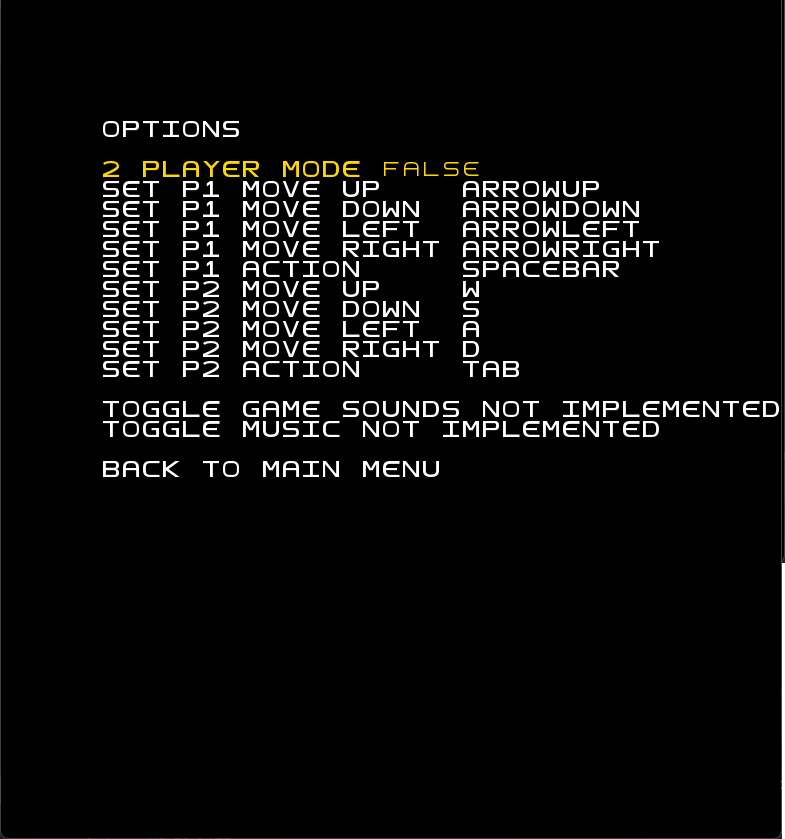 OPTIONS
2 PLAYER MODE FALSE
SET P1 MOVE UP ARROWUP
SET P1 MOVE DOWN ARROWDOWN
SET P1 MOVE LEFT ARROWLEFT
SET P1 MOVE RIGHT ARROWRIGHT
SET P1 ACTION SPACEBAR
SET P2 MOVE UP W
SET P2 MOVE DOWN S
SET P2 MOVE LEFT A
SET P2 MOVE RIGHT D
SET P2 ACTION TAB
TOGGLE GAME SOUNDS NOT IMPLEMENTED
TOGGLE MUSIC NOT IMPLEMENTED
BACK TO MAIN MENU